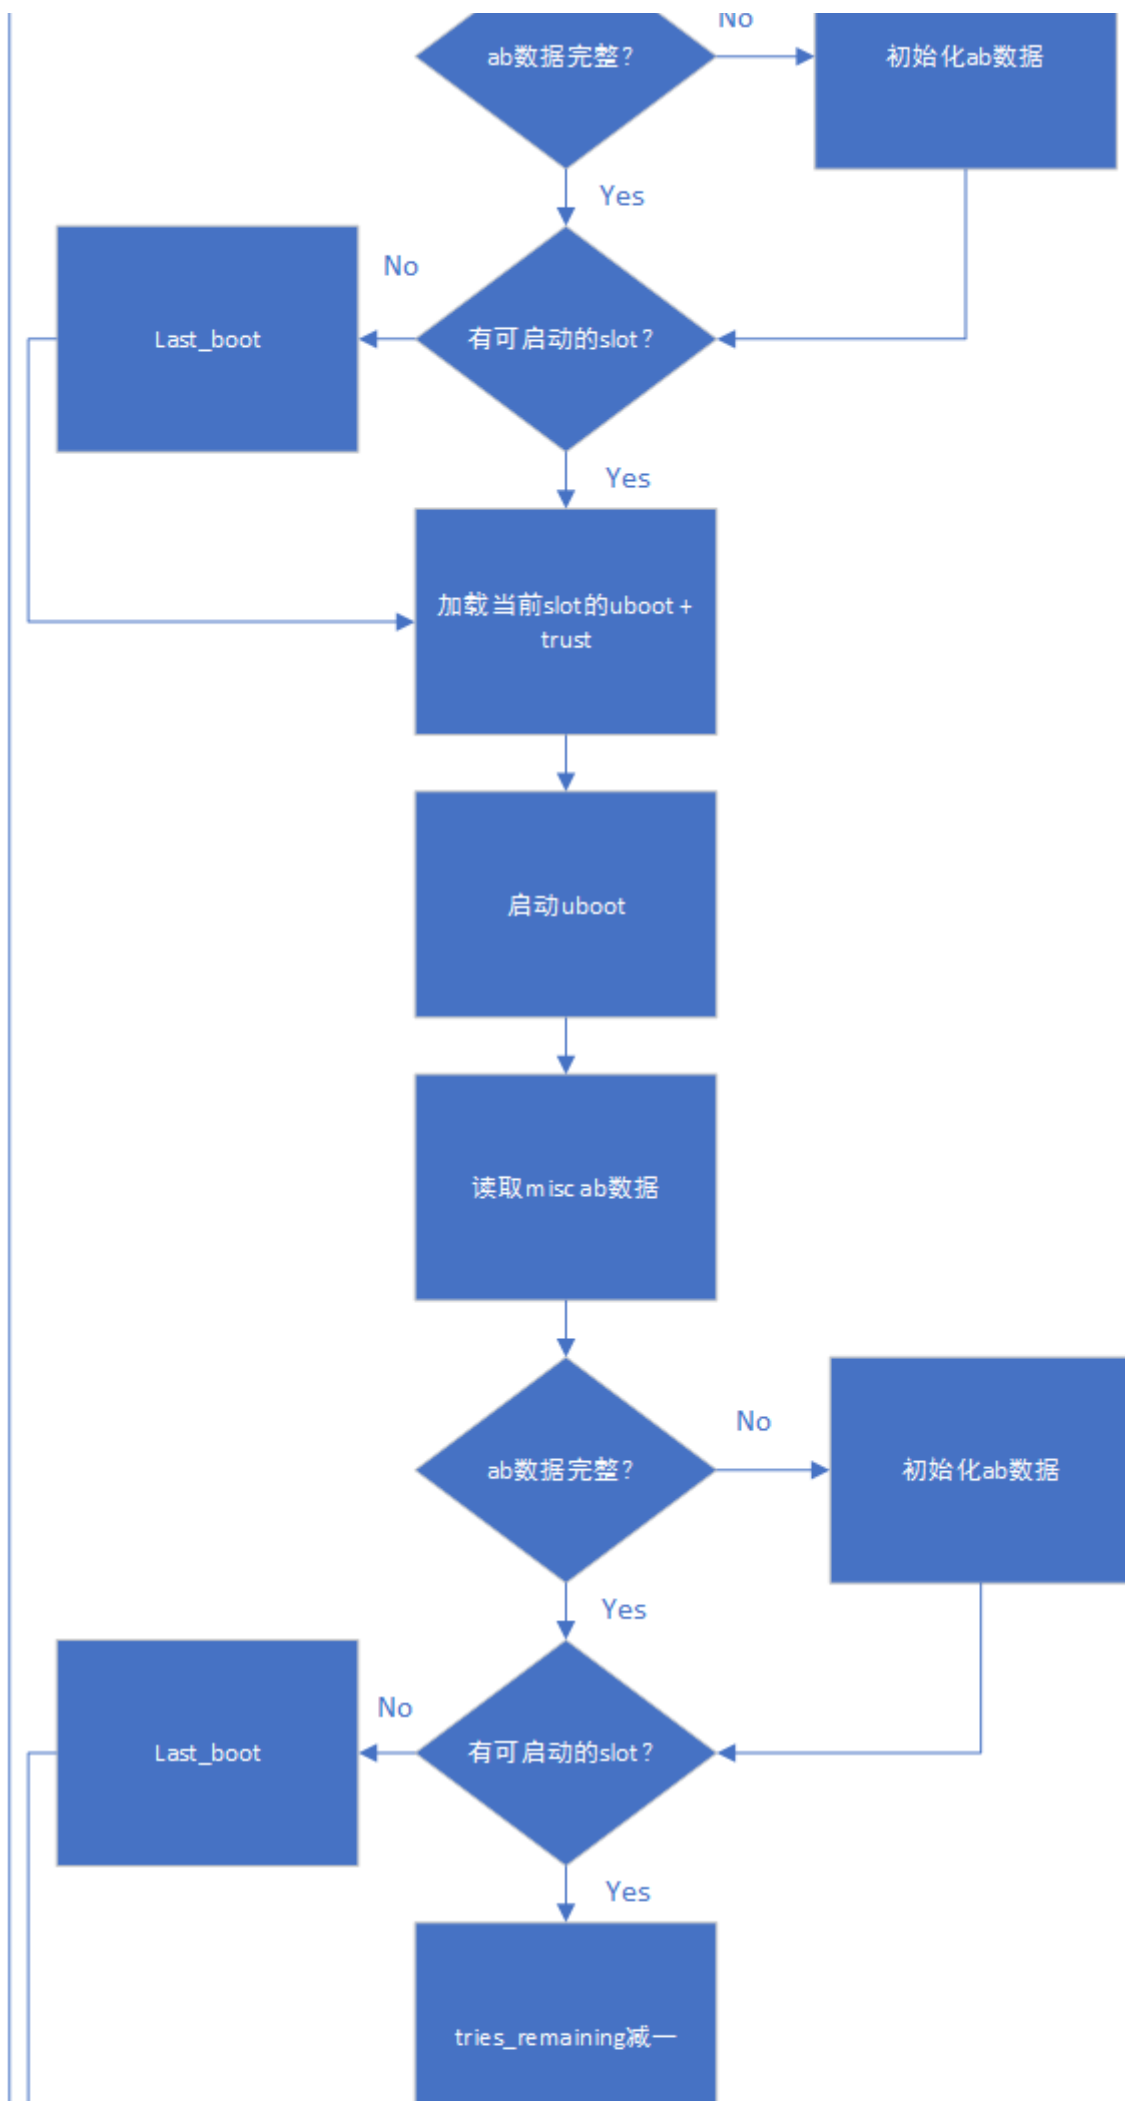 No
ab数据完整？
初始化ab数据
Yes
No
Last_boot
有可启动的slot？
Yes
加载当前slot的uboot +
trust
启动uboot
读取misc ab数据
No
ab数据完整？
初始化ab数据
Yes
No
Last_boot
有可启动的slot？
Yes
tries_remaining减一